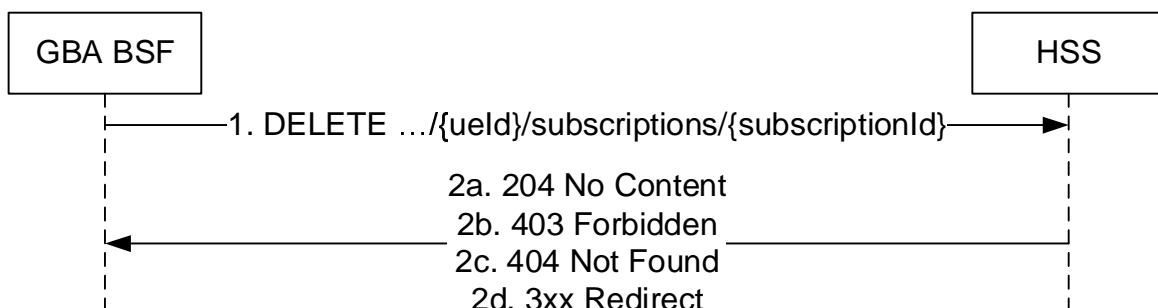 GBA BSF
HSS
1. DELETE …/{ueId}/subscriptions/{subscriptionId}
2a. 204 No Content
2b. 403 Forbidden
2c. 404 Not Found
2d. 3xx Redirect